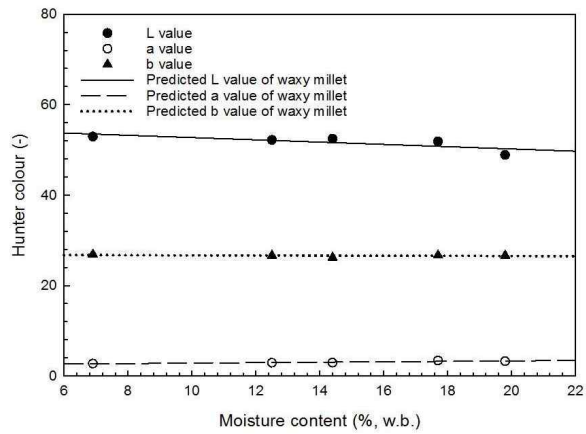 80
60
40
20
0
Hunter colour (-)
L value
a value
b value
Predicted L value of waxy millet
Predicted a value of waxy millet
Predicted b value of waxy millet
6 8 10 12 14 16 18 20 22
Moisture content (%, w.b.)